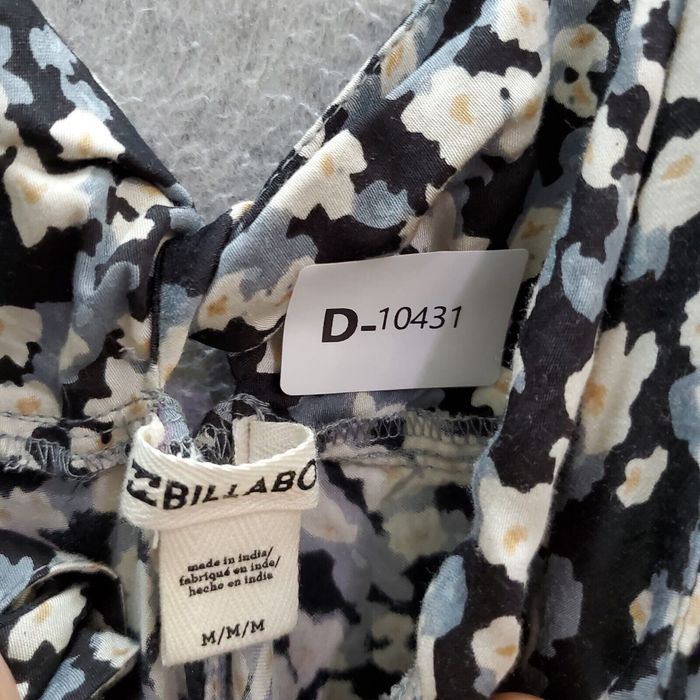 D-10431
BILLABO
made in india/
fabriqué en inde/
hecho en india
M/M/M